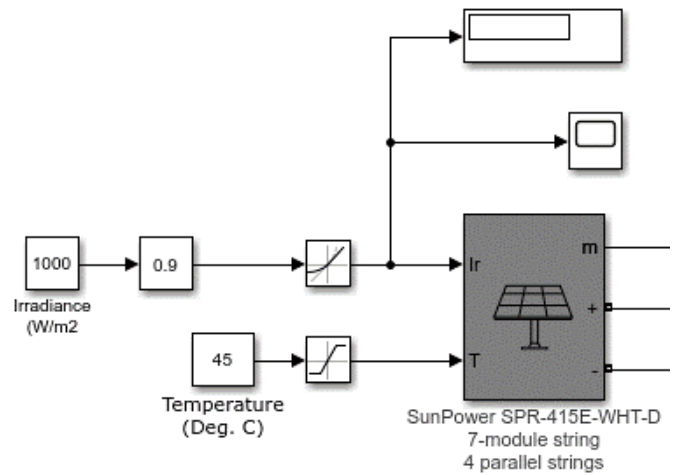 1000
Irradiance
(W/m2
0.9
45
Temperature
(Deg. C)
Ir
T
m
+
-
SunPower SPR-415E-WHT-D
7-module string
4 parallel strings